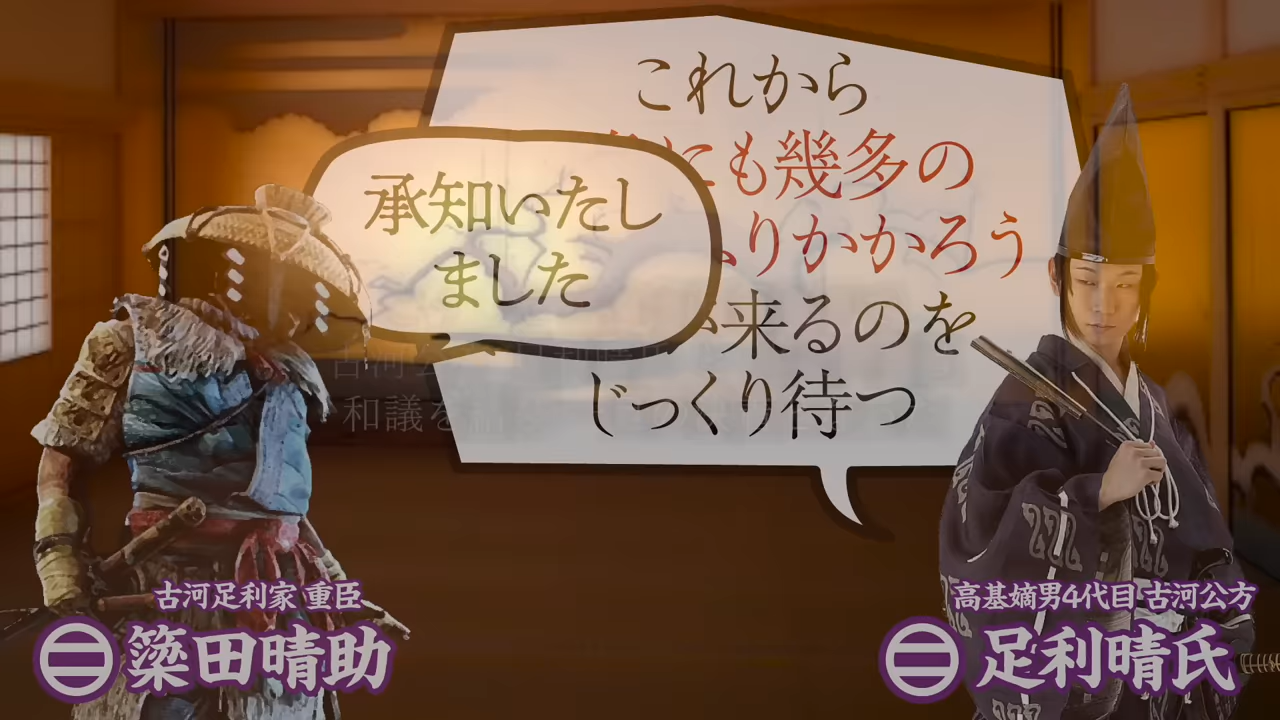 これから
にも幾多の
りかかろう
来るのを
じっくり待つ
承知いたし
ました
古河足利家 重臣
簗田晴助
高基嫡男4代目 古河公方
足利晴氏